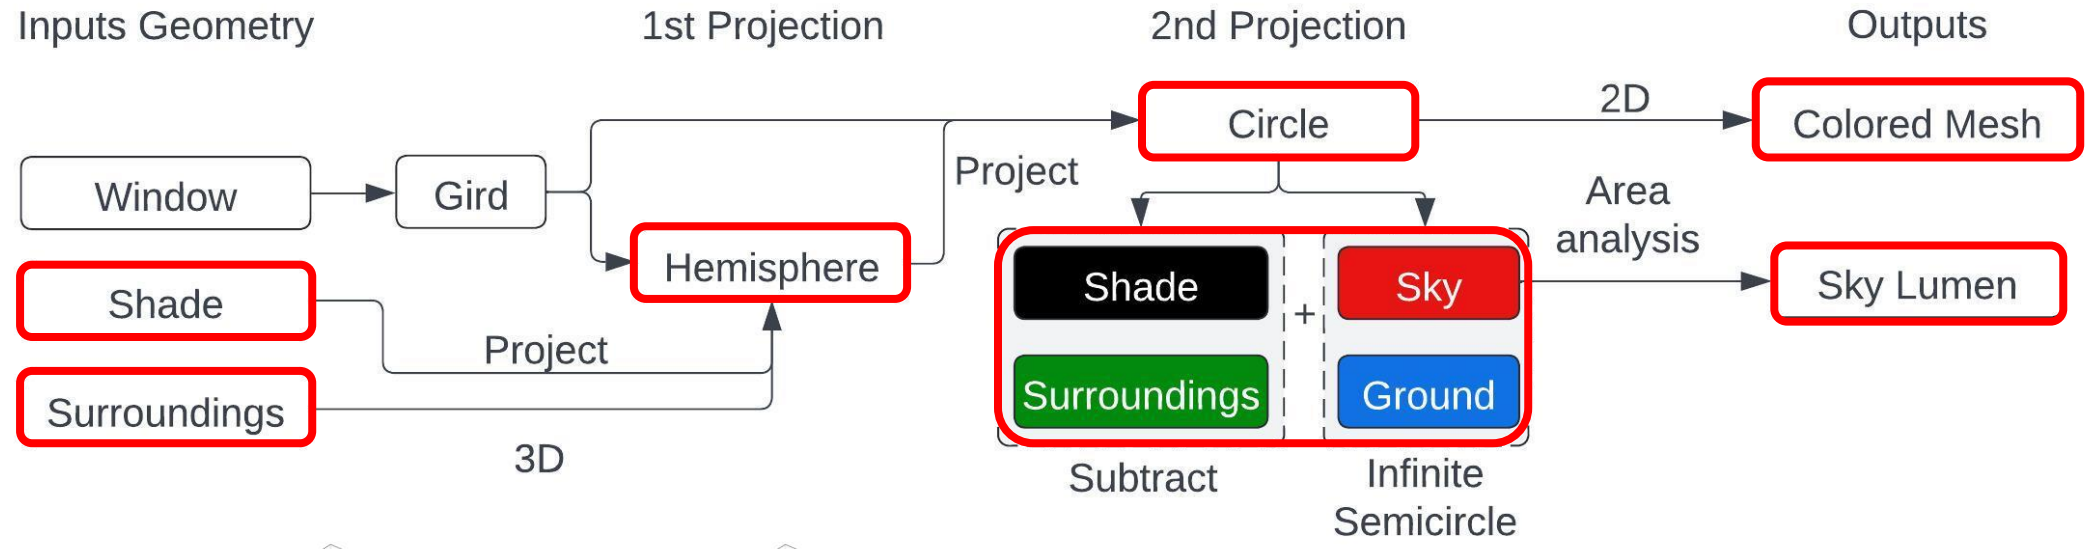 Inputs Geometry
1st Projection
2nd Projection
Outputs
Window
Gird
Shade
Surroundings
Project
3D
Hemisphere
Project
Circle
Shade
Surroundings
+
Sky
Ground
Subtract
Infinite
Semicircle
2D
Area
analysis
Colored Mesh
Sky Lumen